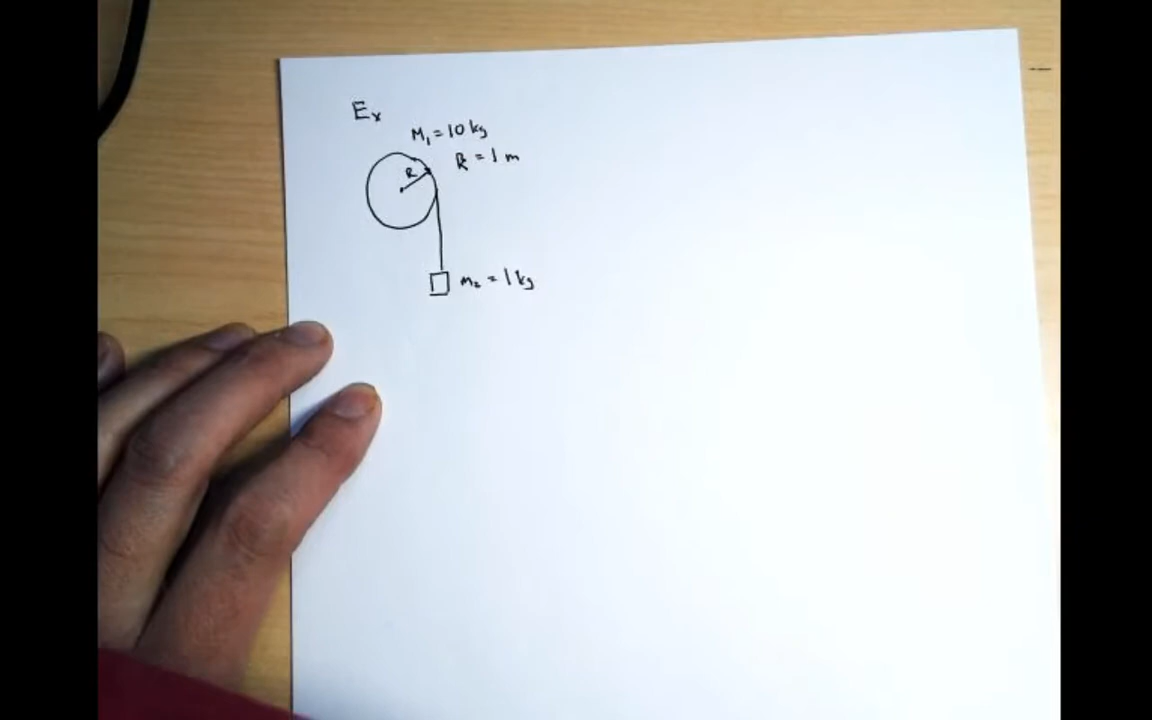 Ex
M₁ = 10 kg
R = 1 m
R
m₂ = 1 kg